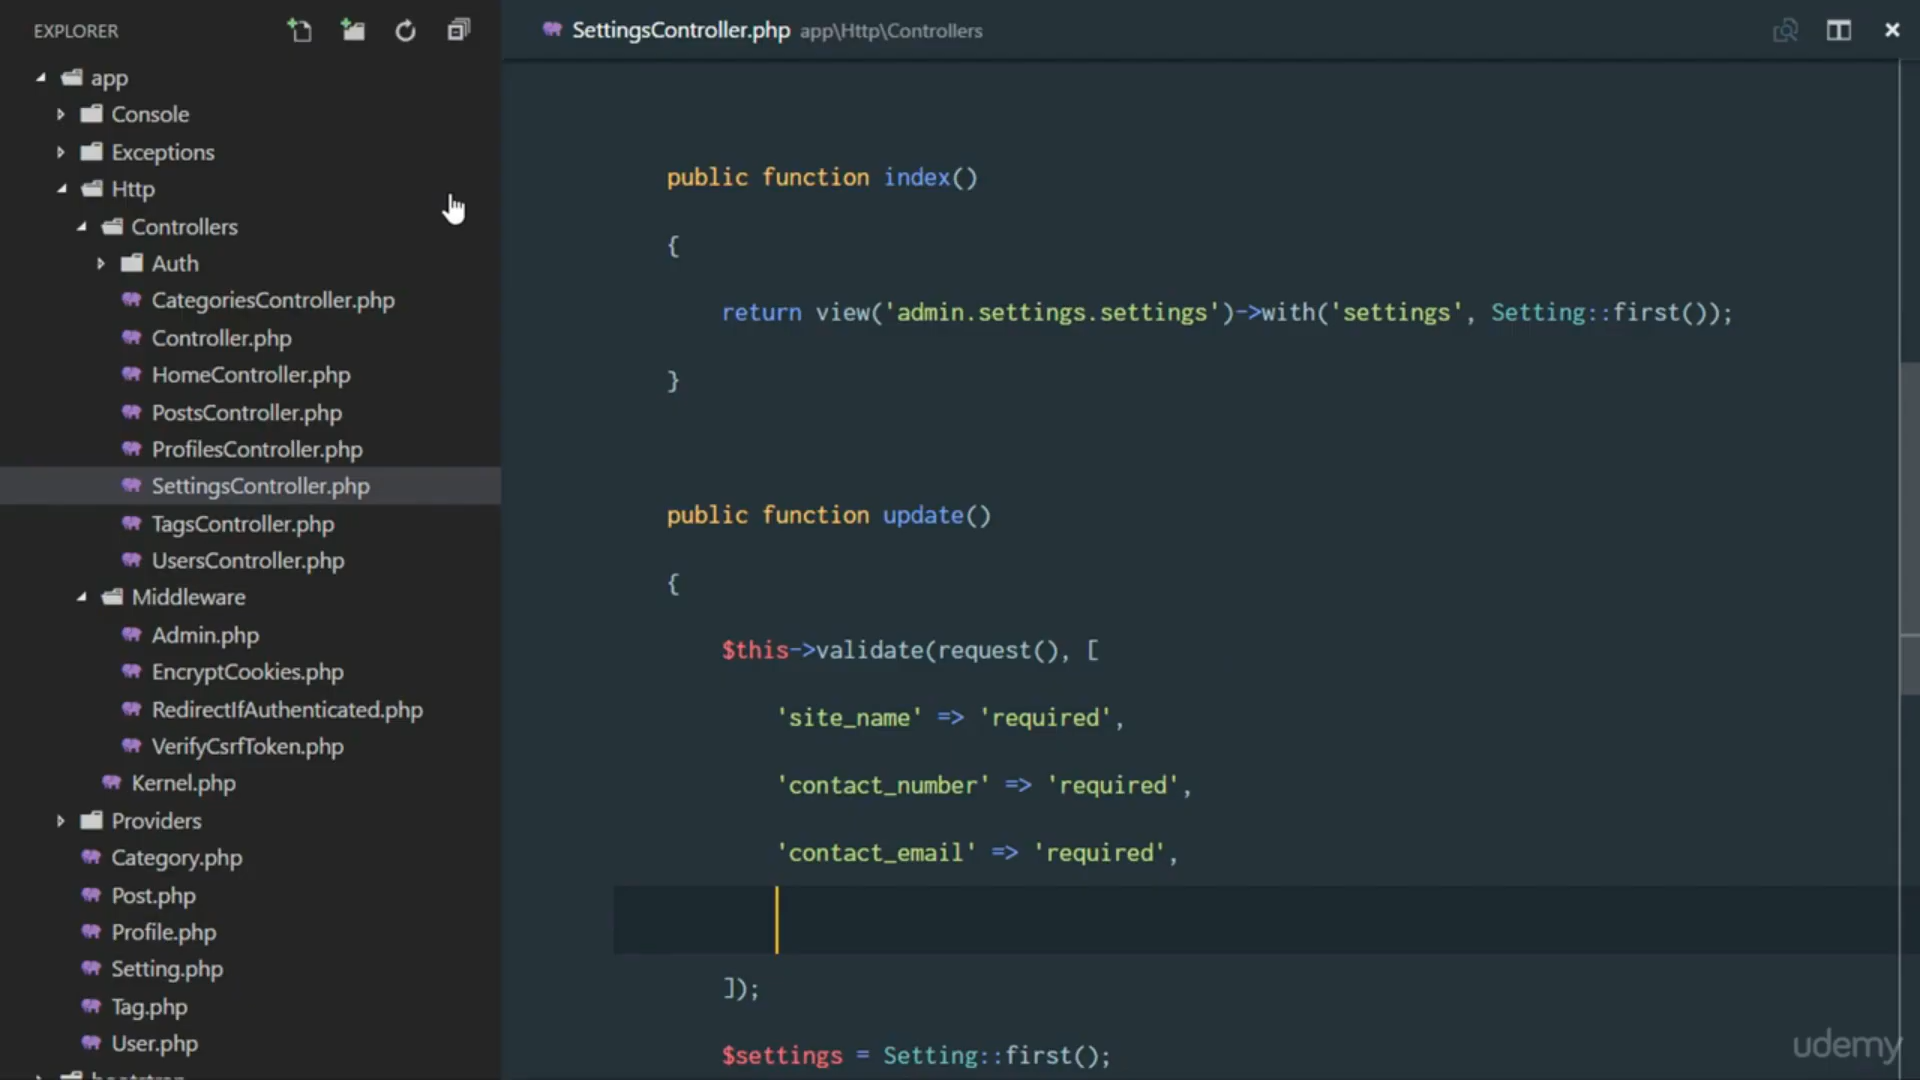 EXPLORER
app
Console
Exceptions
Http
Controllers
Auth
CategoriesController.php
Controller.php
HomeController.php
PostsController.php
ProfilesController.php
SettingsController.php
TagsController.php
UsersController.php
Middleware
Admin.php
EncryptCookies.php
RedirectIfAuthenticated.php
VerifyCsrfToken.php
Kernel.php
Providers
Category.php
Post.php
Profile.php
Setting.php
Tag.php
User.php
SettingsController.php app\Http\Controllers
public function index()
{
return view('admin.settings.settings')->with('settings', Setting::first());
}
public function update()
{
$this->validate(request(), [
'site_name' => 'required',
'contact_number' => 'required',
'contact_email' => 'required',
]);
$settings = Setting::first();
udemy